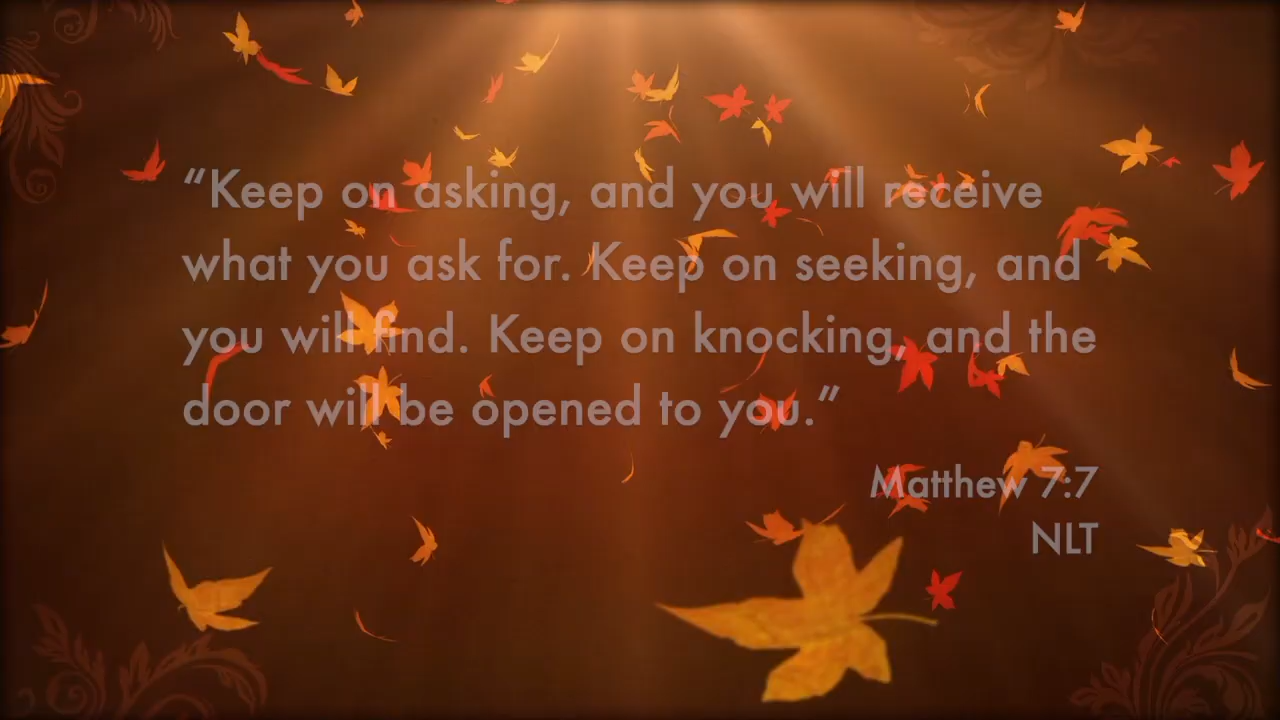 “Keep on asking, and you will receive
what you ask for. Keep on seeking, and
you will find. Keep on knocking, and the
door will be opened to you.”
Matthew 7:7
NLT